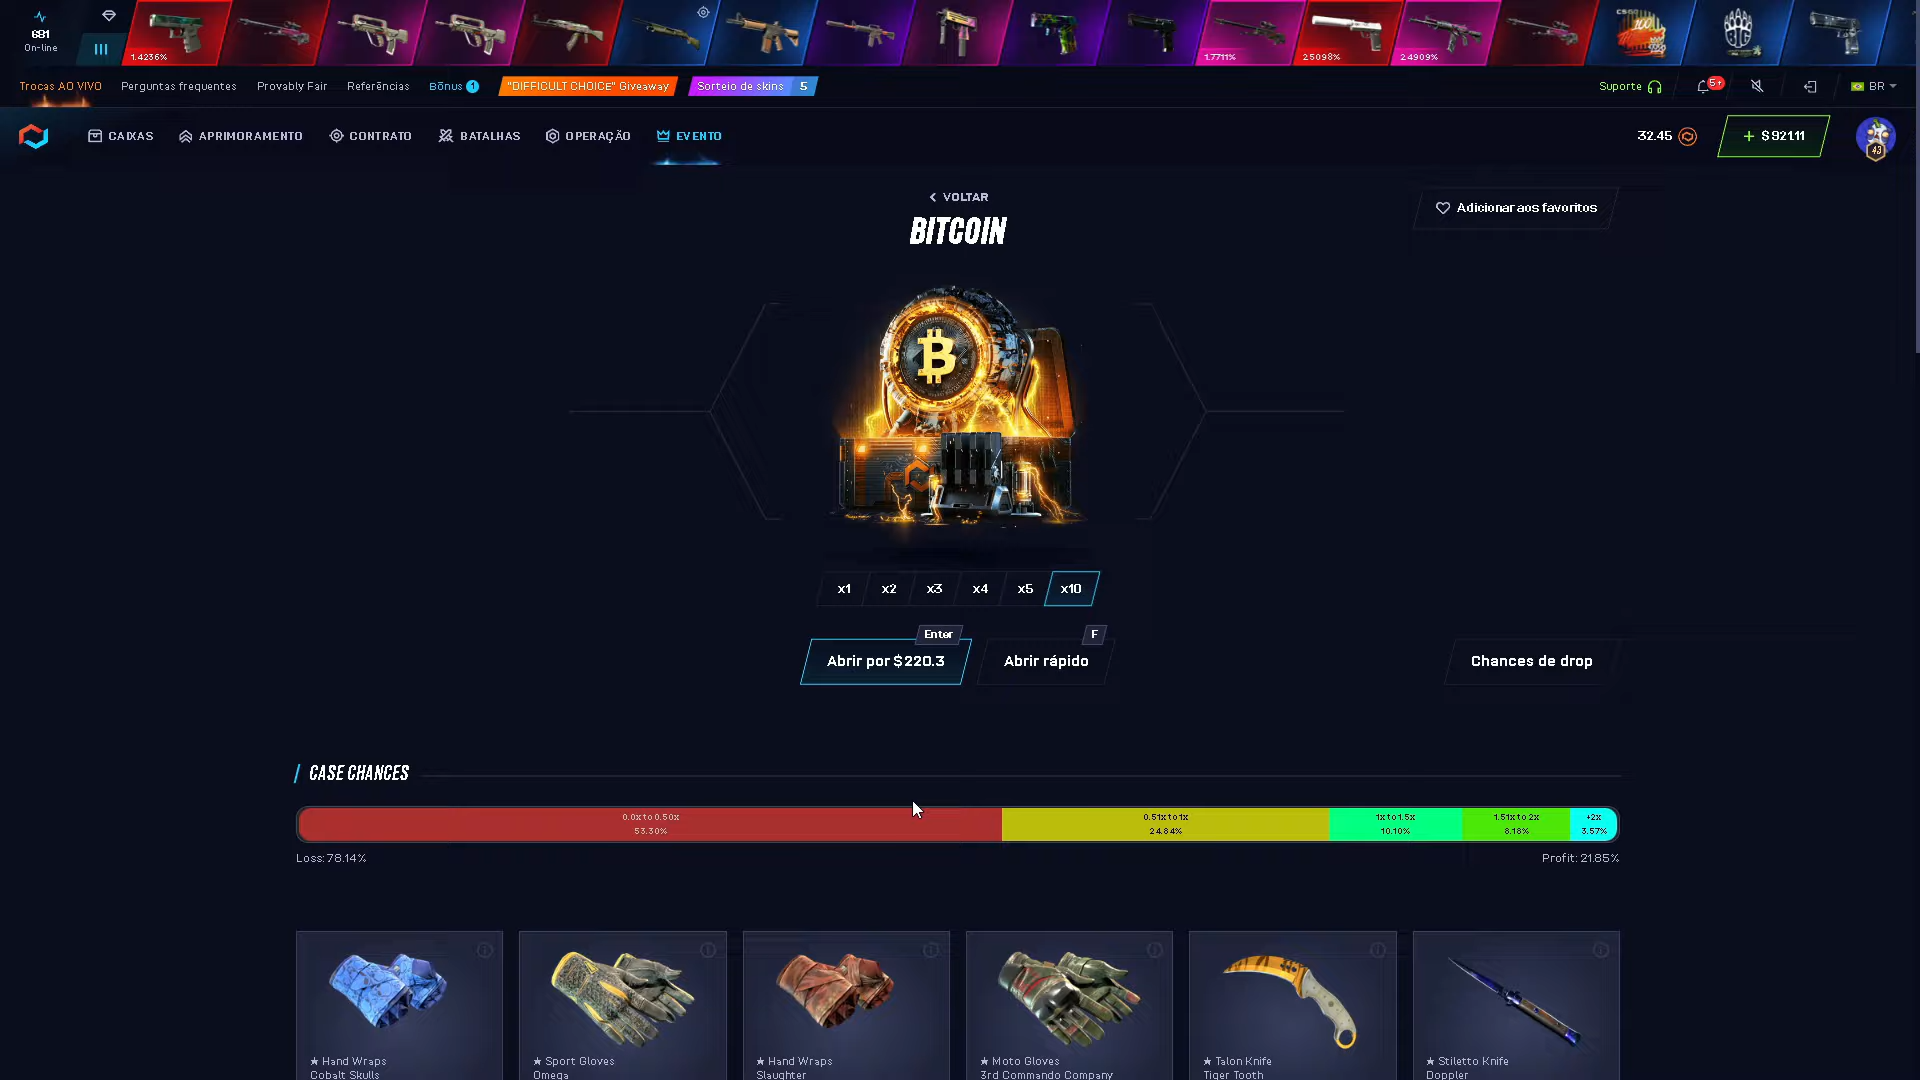 681
On-line
1.4236%
1.7711%
2.5098%
2.4909%
Trocas AO VIVO
Perguntas frequentes
Provably Fair
Referências
Bônus 1
"DIFFICULT CHOICE" Giveaway
Sorteio de skins 5
Suporte
5+
BR
CAIXAS
APRIMORAMENTO
CONTRATO
BATALHAS
OPERAÇÃO
EVENTO
32.45
+ $921.11
43
VOLTAR
BITCOIN
Adicionar aos favoritos
x1
x2
x3
x4
x5
x10
Enter
F
Abrir por $220.3
Abrir rápido
Chances de drop
CASE CHANCES
0.0x to 0.50x
53.30%
0.51x to 1x
24.84%
1x to 1.5x
10.10%
1.51x to 2x
8.18%
+2x
3.57%
Loss: 78.14%
Profit: 21.85%
★ Hand Wraps
Cobalt Skulls
★ Sport Gloves
Omega
★ Hand Wraps
Slaughter
★ Moto Gloves
3rd Commando Company
★ Talon Knife
Tiger Tooth
★ Stiletto Knife
Doppler